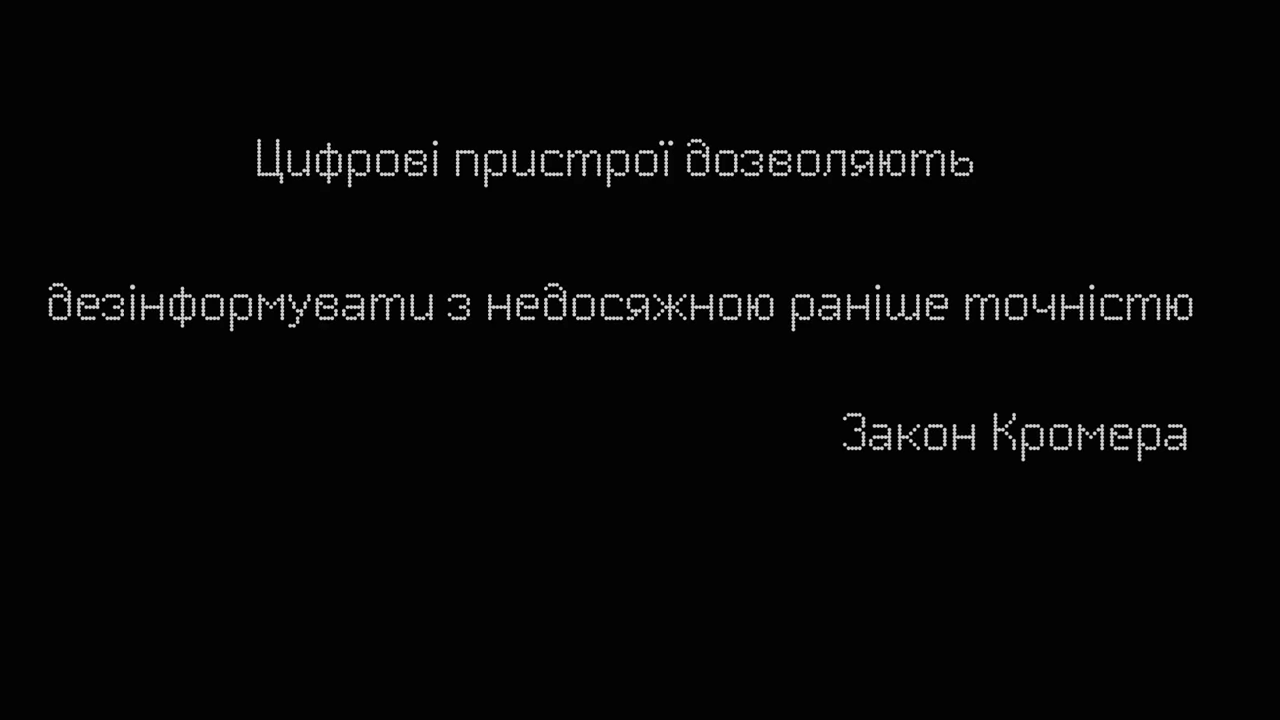 Цифрові пристрої дозволяють
дезінформувати з недосяжною раніше точністю
Закон Кромера